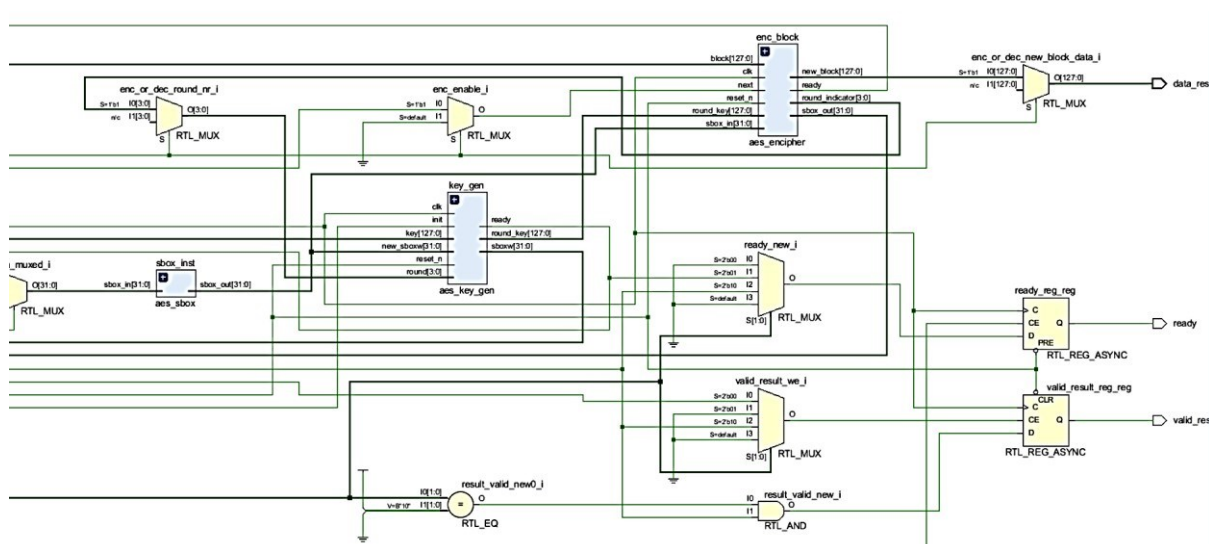 enc_block
block[127:0]
clk
next
reset_n
round_key[127:0]
sbox_in[31:0]
new_block[127:0]
ready
round_indicator[3:0]
sbox_out[31:0]
aes_encipher
enc_or_dec_new_block_data_i
S=1'b1 I0[127:0]
n/c I1[127:0]
O[127:0]
S
RTL_MUX
data_res
enc_or_dec_round_nr_i
S=1'b1 I0[3:0]
n/c I1[3:0]
O[3:0]
S
RTL_MUX
enc_enable_i
S=1'b1 I0
S=default I1
O
S
RTL_MUX
key_gen
clk
init
key[127:0]
new_sboxw[31:0]
reset_n
round[3:0]
ready
round_key[127:0]
sboxw[31:0]
aes_key_gen
_muxed_i
O[31:0]
RTL_MUX
sbox_inst
sbox_in[31:0]
sbox_out[31:0]
aes_sbox
ready_new_i
S=2'b00 I0
S=2'b01 I1
S=2'b10 I2
S=default I3
O
S[1:0]
RTL_MUX
ready_reg_reg
C
CE
D
Q
PRE
RTL_REG_ASYNC
ready
valid_result_we_i
S=2'b00 I0
S=2'b01 I1
S=2'b10 I2
S=default I3
O
S[1:0]
RTL_MUX
valid_result_reg_reg
CLR
C
CE
D
Q
RTL_REG_ASYNC
valid_res
result_valid_new0_i
I0[1:0]
I1[1:0]
=
O
RTL_EQ
result_valid_new_i
I0
I1
O
RTL_AND